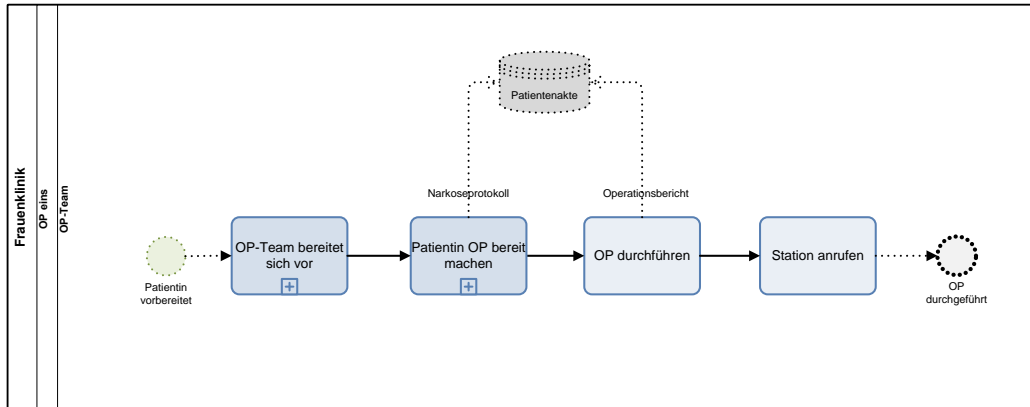 Frauenklinik
OP eins
OP-Team
Patientenakte
Narkoseprotokoll
Operationsbericht
OP-Team bereitet
sich vor
Patientin OP bereit
machen
OP durchführen
Station anrufen
Patientin
vorbereitet
OP
durchgeführt